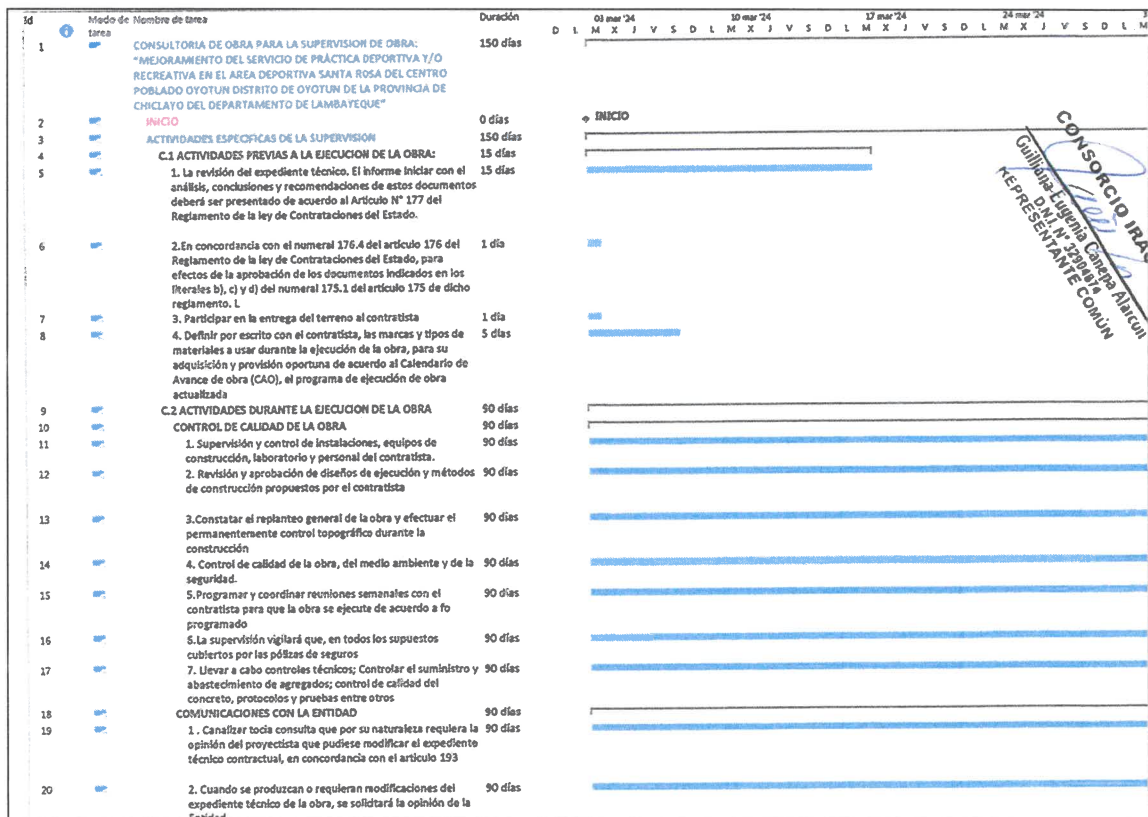 Id Modo de Nombre de tarea Duración 03 mar '24 10 mar '24 17 mar '24 24 mar '24 3
tarea D L M X J V S D L M X J V S D L M X J V S D L M X J V S D L M
1 CONSULTORIA DE OBRA PARA LA SUPERVISION DE OBRA: 150 días
"MEJORAMIENTO DEL SERVICIO DE PRÁCTICA DEPORTIVA Y/O
RECREATIVA EN EL AREA DEPORTIVA SANTA ROSA DEL CENTRO
POBLADO OYOTUN DISTRITO DE OYOTUN DE LA PROVINCIA DE
CHICLAYO DEL DEPARTAMENTO DE LAMBAYEQUE"
2 INICIO 0 días INICIO
3 ACTIVIDADES ESPECIFICAS DE LA SUPERVISION 150 días
4 C.1 ACTIVIDADES PREVIAS A LA EJECUCION DE LA OBRA: 15 días
5 1. La revisión del expediente técnico. El informe iniciar con el 15 días
análisis, conclusiones y recomendaciones de estos documentos
deberá ser presentado de acuerdo al Artículo N° 177 del
Reglamento de la ley de Contrataciones del Estado.
6 2.En concordancia con el numeral 176.4 del artículo 176 del 1 día
Reglamento de la ley de Contrataciones del Estado, para
efectos de la aprobación de los documentos indicados en los
literales b), c) y d) del numeral 175.1 del artículo 175 de dicho
reglamento. L
7 3. Participar en la entrega del terreno al contratista 1 día
8 4. Definir por escrito con el contratista, las marcas y tipos de 5 días
materiales a usar durante la ejecución de la obra, para su
adquisición y provisión oportuna de acuerdo al Calendario de
Avance de obra (CAO), el programa de ejecución de obra
actualizada
9 C.2 ACTIVIDADES DURANTE LA EJECUCION DE LA OBRA 90 días
10 CONTROL DE CALIDAD DE LA OBRA 90 días
11 1. Supervisión y control de instalaciones, equipos de 90 días
construcción, laboratorio y personal del contratista.
12 2. Revisión y aprobación de diseños de ejecución y métodos 90 días
de construcción propuestos por el contratista
13 3.Constatar el replanteo general de la obra y efectuar el 90 días
permanentemente control topográfico durante la
construcción
14 4. Control de calidad de la obra, del medio ambiente y de la 90 días
seguridad.
15 5.Programar y coordinar reuniones semanales con el 90 días
contratista para que la obra se ejecute de acuerdo a fo
programado
16 6.La supervisión vigilará que, en todos los supuestos 90 días
cubiertos por las pólizas de seguros
17 7. Llevar a cabo controles técnicos; Controlar el suministro y 90 días
abastecimiento de agregados; control de calidad del
concreto, protocolos y pruebas entre otros
18 COMUNICACIONES CON LA ENTIDAD 90 días
19 1 . Canalizar tocia consulta que por su naturaleza requiera la 90 días
opinión del proyectista que pudiese modificar el expediente
técnico contractual, en concordancia con el articulo 193
20 2. Cuando se produzcan o requieran modificaciones del 90 días
expediente técnico de la obra, se solicitará la opinión de la
Entidad
CONSORCIO IRAC
Guilliana Eugenia Canepa Alarcon
D.N.I. N° 32904874
REPRESENTANTE COMÚN